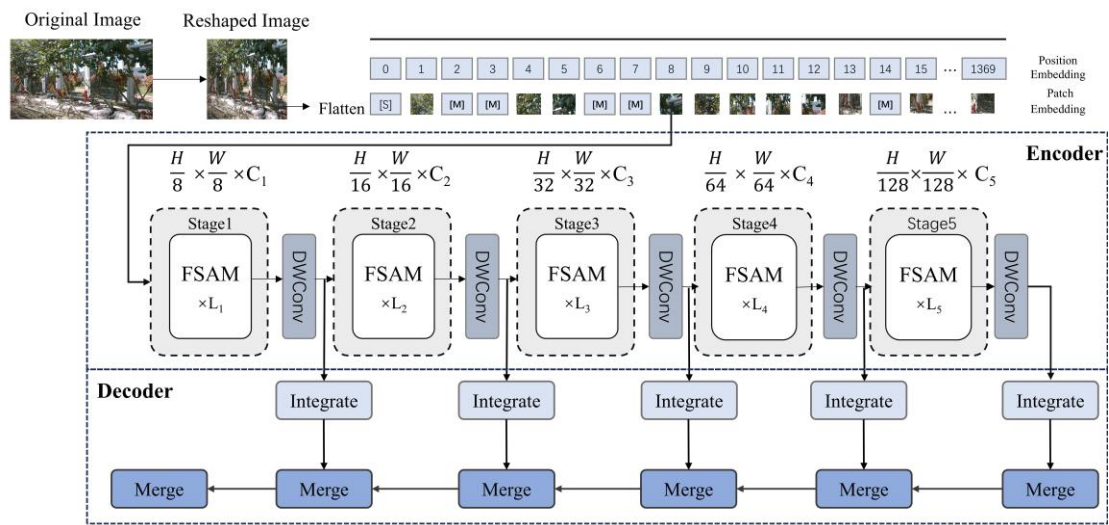 Original Image
Reshaped Image
0 1 2 3 4 5 6 7 8 9 10 11 12 13 14 15 ... 1369
Position
Embedding
Flatten
[S] [M] [M] [M] [M] [M] ...
Patch
Embedding
Encoder
H/8 × W/8 × C₁
H/16 × W/16 × C₂
H/32 × W/32 × C₃
H/64 × W/64 × C₄
H/128 × W/128 × C₅
Stage1 Stage2 Stage3 Stage4 Stage5
FSAM FSAM FSAM FSAM FSAM
×L₁ ×L₂ ×L₃ ×L₄ ×L₅
DWConv DWConv DWConv DWConv DWConv
Decoder
Integrate Integrate Integrate Integrate Integrate
Merge Merge Merge Merge Merge Merge